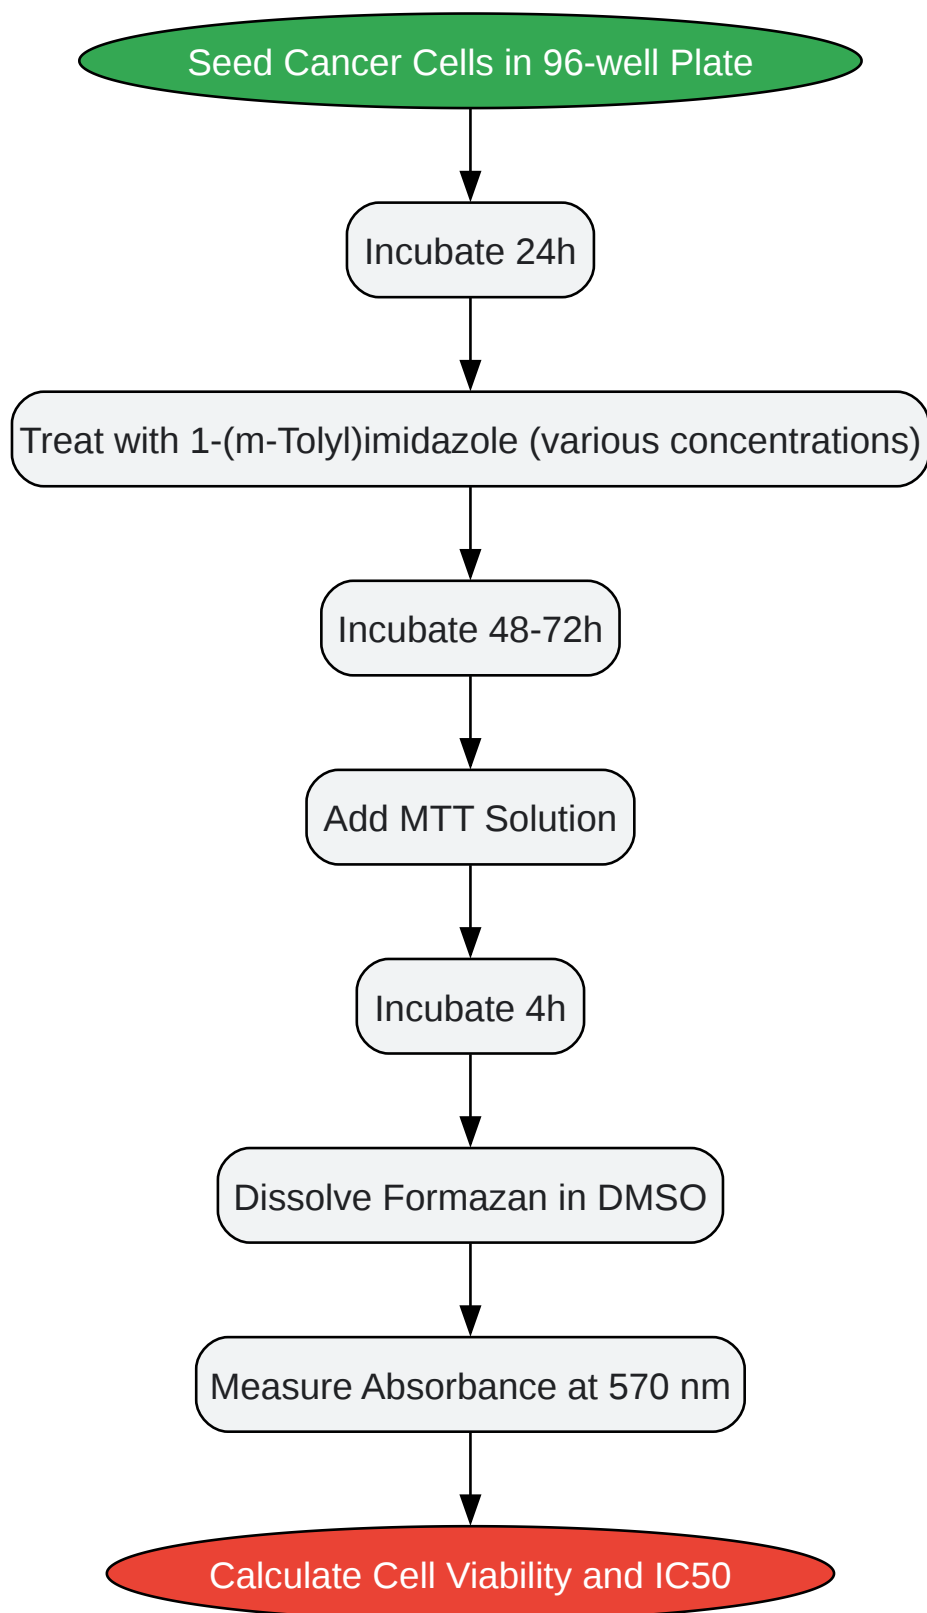 Seed Cancer Cells in 96-well Plate
Incubate 24h
Treat with 1-(m-Tolyl)imidazole (various concentrations)
Incubate 48-72h
Add MTT Solution
Incubate 4h
Dissolve Formazan in DMSO
Measure Absorbance at 570 nm
Calculate Cell Viability and IC50